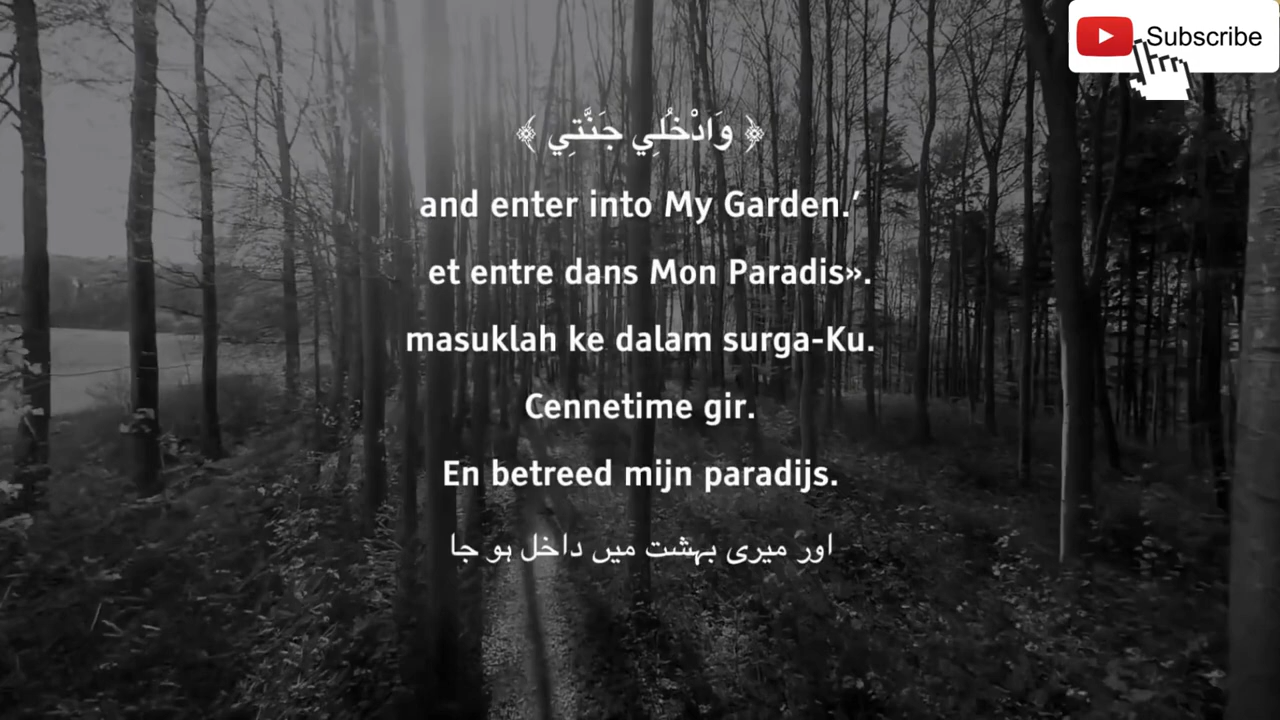 Subscribe
﴿ وَادْخُلِي جَنَّتِي ﴾
and enter into My Garden.’
et entre dans Mon Paradis».
masuklah ke dalam surga-Ku.
Cennetime gir.
En betreed mijn paradijs.
اور میری بہشت میں داخل ہو جا